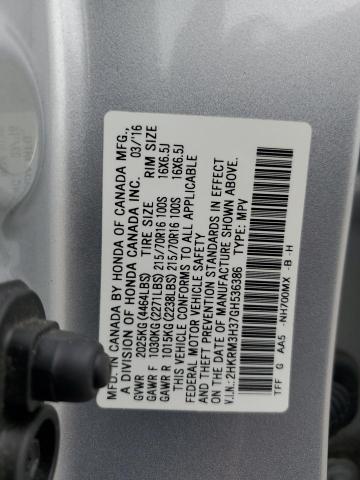 MFD. IN CANADA BY HONDA OF CANADA MFG.,
A DIVISION OF HONDA CANADA INC. 03/16
GVWR 2025KG(4464LBS) TIRE SIZE RIM SIZE
GAWR F 1030KG(2271LBS)215/70R16 100S 16X6.5J
GAWR R 1015KG(2238LBS)215/70R16 100S 16X6.5J
THIS VEHICLE CONFORMS TO ALL APPLICABLE
FEDERAL MOTOR VEHICLE SAFETY
AND THEFT PREVENTION STANDARDS IN EFFECT
ON THE DATE OF MANUFACTURE SHOWN ABOVE.
V.I.N.:2HKRM3H37GH536386 TYPE: MPV
TFF G AA5 -NH700MX -B -H